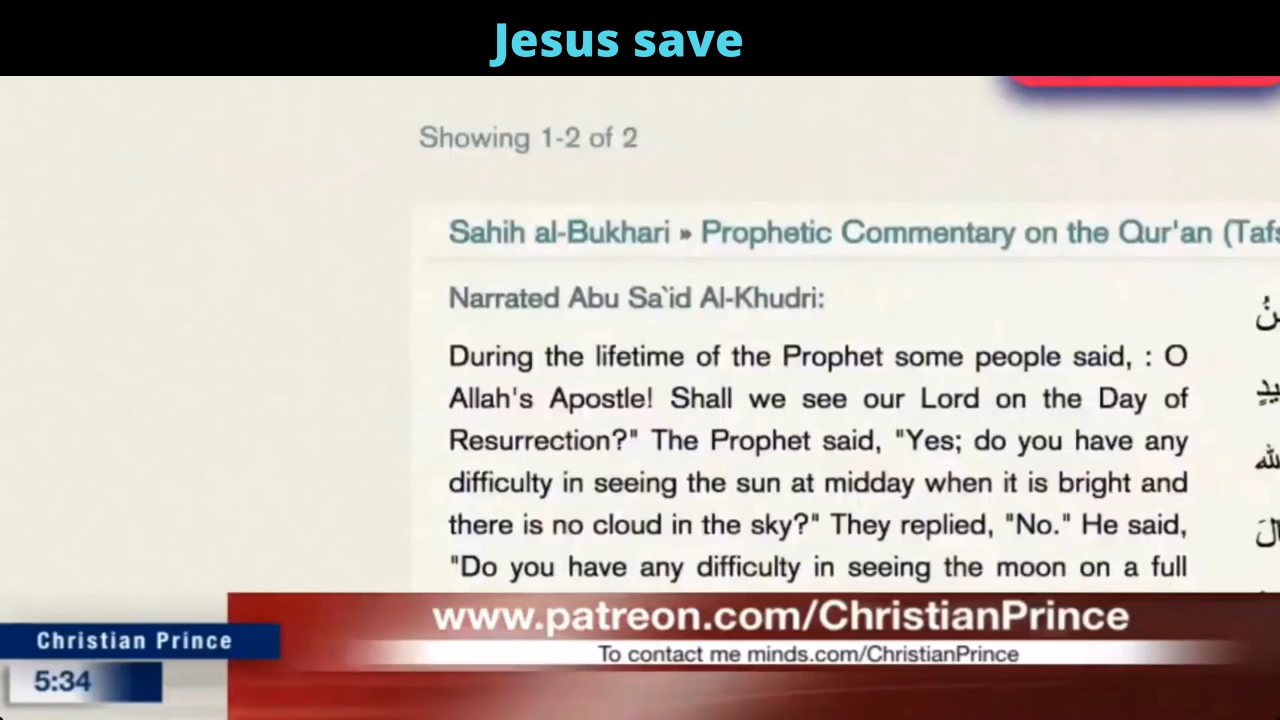 Jesus save
Showing 1-2 of 2
Sahih al-Bukhari » Prophetic Commentary on the Qur'an (Tafs
Narrated Abu Sa`id Al-Khudri:
During the lifetime of the Prophet some people said, : O
Allah's Apostle! Shall we see our Lord on the Day of
Resurrection?" The Prophet said, "Yes; do you have any
difficulty in seeing the sun at midday when it is bright and
there is no cloud in the sky?" They replied, "No." He said,
"Do you have any difficulty in seeing the moon on a full
www.patreon.com/ChristianPrince
To contact me minds.com/ChristianPrince
Christian Prince
5:34